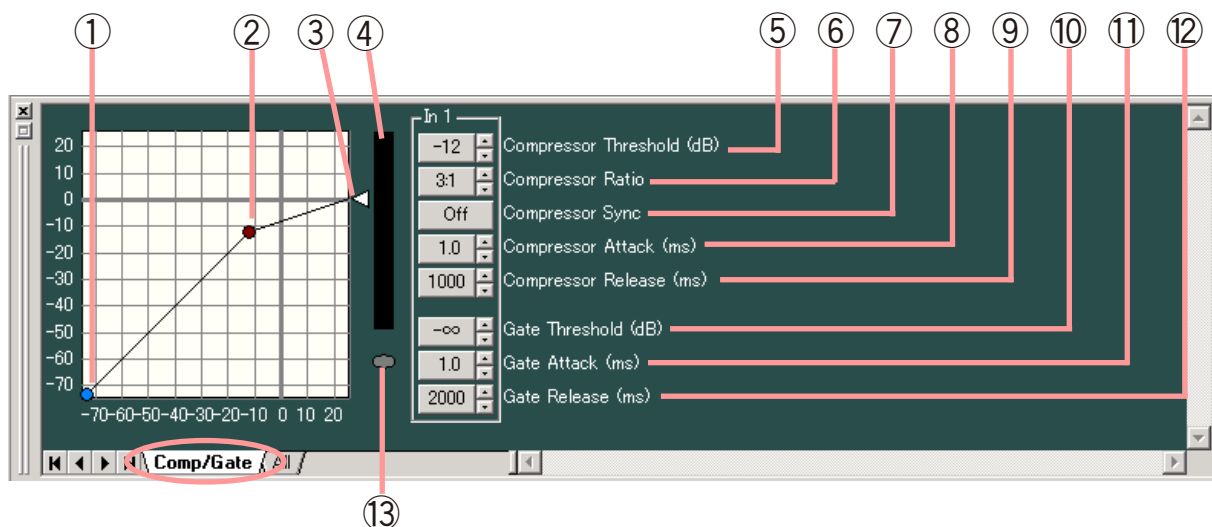 ① ② ③ ④ ⑤ ⑥ ⑦ ⑧ ⑨ ⑩ ⑪ ⑫
In 1
20
10
0
-10
-20
-30
-40
-50
-60
-70
-70-60-50-40-30-20-10 0 10 20
-12 Compressor Threshold (dB)
3:1 Compressor Ratio
Off Compressor Sync
1.0 Compressor Attack (ms)
1000 Compressor Release (ms)
-∞ Gate Threshold (dB)
1.0 Gate Attack (ms)
2000 Gate Release (ms)
Comp/Gate All
⑬